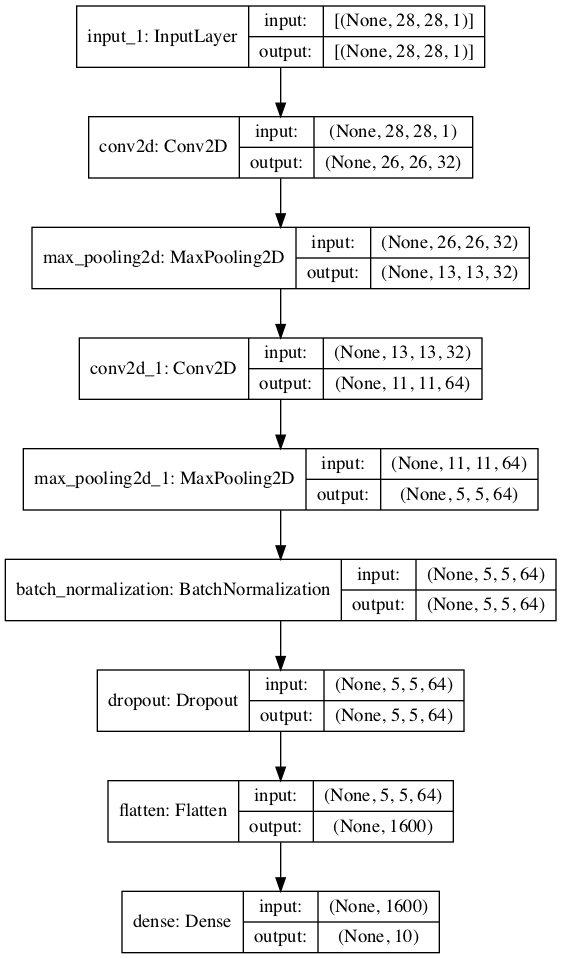 input_1: InputLayer
input: [(None, 28, 28, 1)]
output: [(None, 28, 28, 1)]
conv2d: Conv2D
input: (None, 28, 28, 1)
output: (None, 26, 26, 32)
max_pooling2d: MaxPooling2D
input: (None, 26, 26, 32)
output: (None, 13, 13, 32)
conv2d_1: Conv2D
input: (None, 13, 13, 32)
output: (None, 11, 11, 64)
max_pooling2d_1: MaxPooling2D
input: (None, 11, 11, 64)
output: (None, 5, 5, 64)
batch_normalization: BatchNormalization
input: (None, 5, 5, 64)
output: (None, 5, 5, 64)
dropout: Dropout
input: (None, 5, 5, 64)
output: (None, 5, 5, 64)
flatten: Flatten
input: (None, 5, 5, 64)
output: (None, 1600)
dense: Dense
input: (None, 1600)
output: (None, 10)